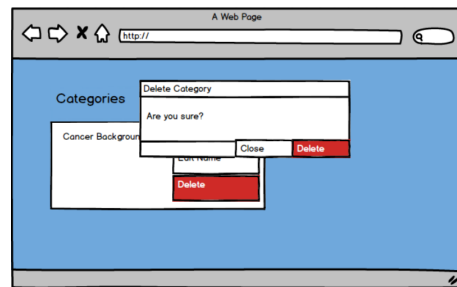 A Web Page
http://
Delete Category
Categories
Are you sure?
Cancer Backgroun
Close
Delete
Edit Name
Delete